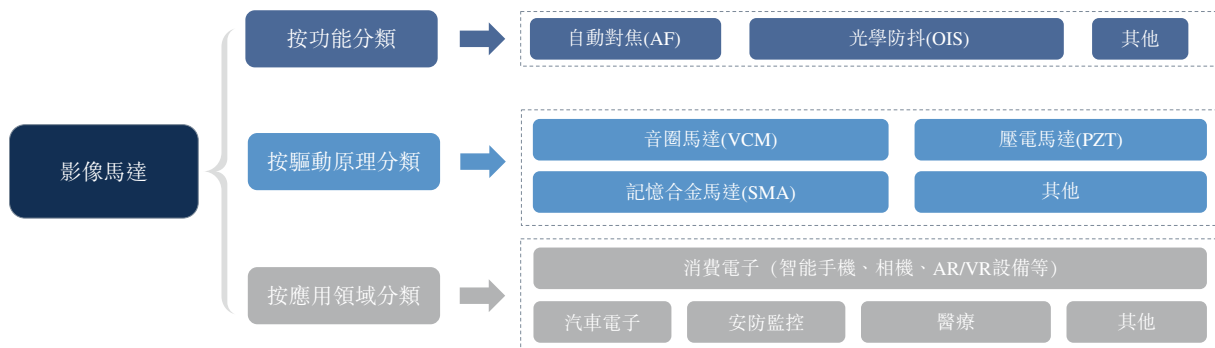 影像馬達
按功能分類
自動對焦(AF)
光學防抖(OIS)
其他
按驅動原理分類
音圈馬達(VCM)
壓電馬達(PZT)
記憶合金馬達(SMA)
其他
按應用領域分類
消費電子（智能手機、相機、AR/VR設備等）
汽車電子
安防監控
醫療
其他